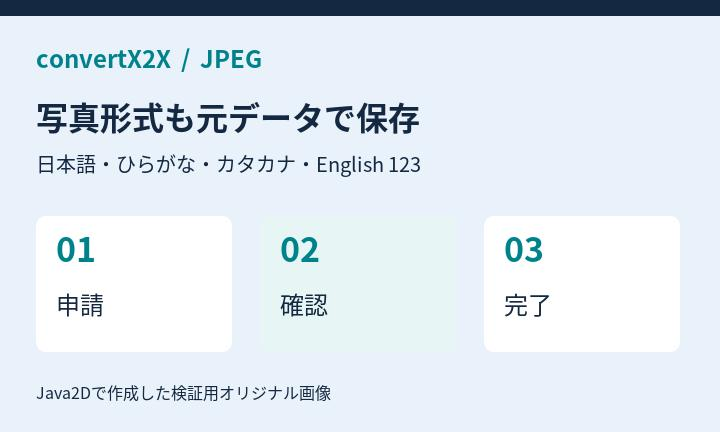 convertX2X / JPEG
写真形式も元データで保存
日本語・ひらがな・カタカナ・English 123
01
申請
02
確認
03
完了
Java2Dで作成した検証用オリジナル画像